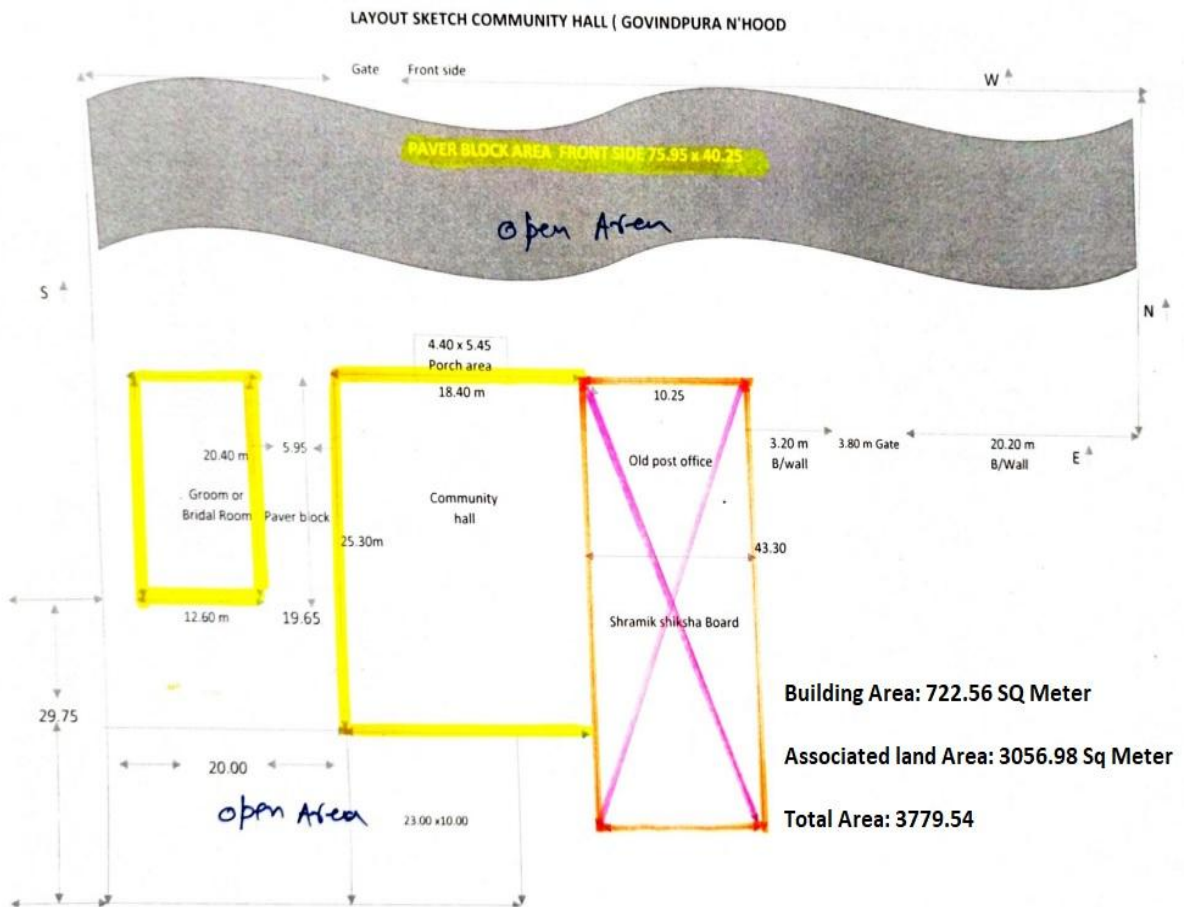 LAYOUT SKETCH COMMUNITY HALL ( GOVINDPURA N'HOOD
Gate Front side W
PAVER BLOCK AREA FRONT SIDE 75.95 x 40.25
open Area
S
N
4.40 x 5.45
Porch area
18.40 m
10.25
20.40 m
5.95
Old post office
3.20 m
B/wall
3.80 m Gate
20.20 m
B/Wall
E
Groom or
Bridal Room
Paver block
Community
hall
25.30m
43.30
12.60 m
19.65
Shramik shiksha Board
29.75
20.00
open Area
23.00 x10.00
Building Area: 722.56 SQ Meter
Associated land Area: 3056.98 Sq Meter
Total Area: 3779.54